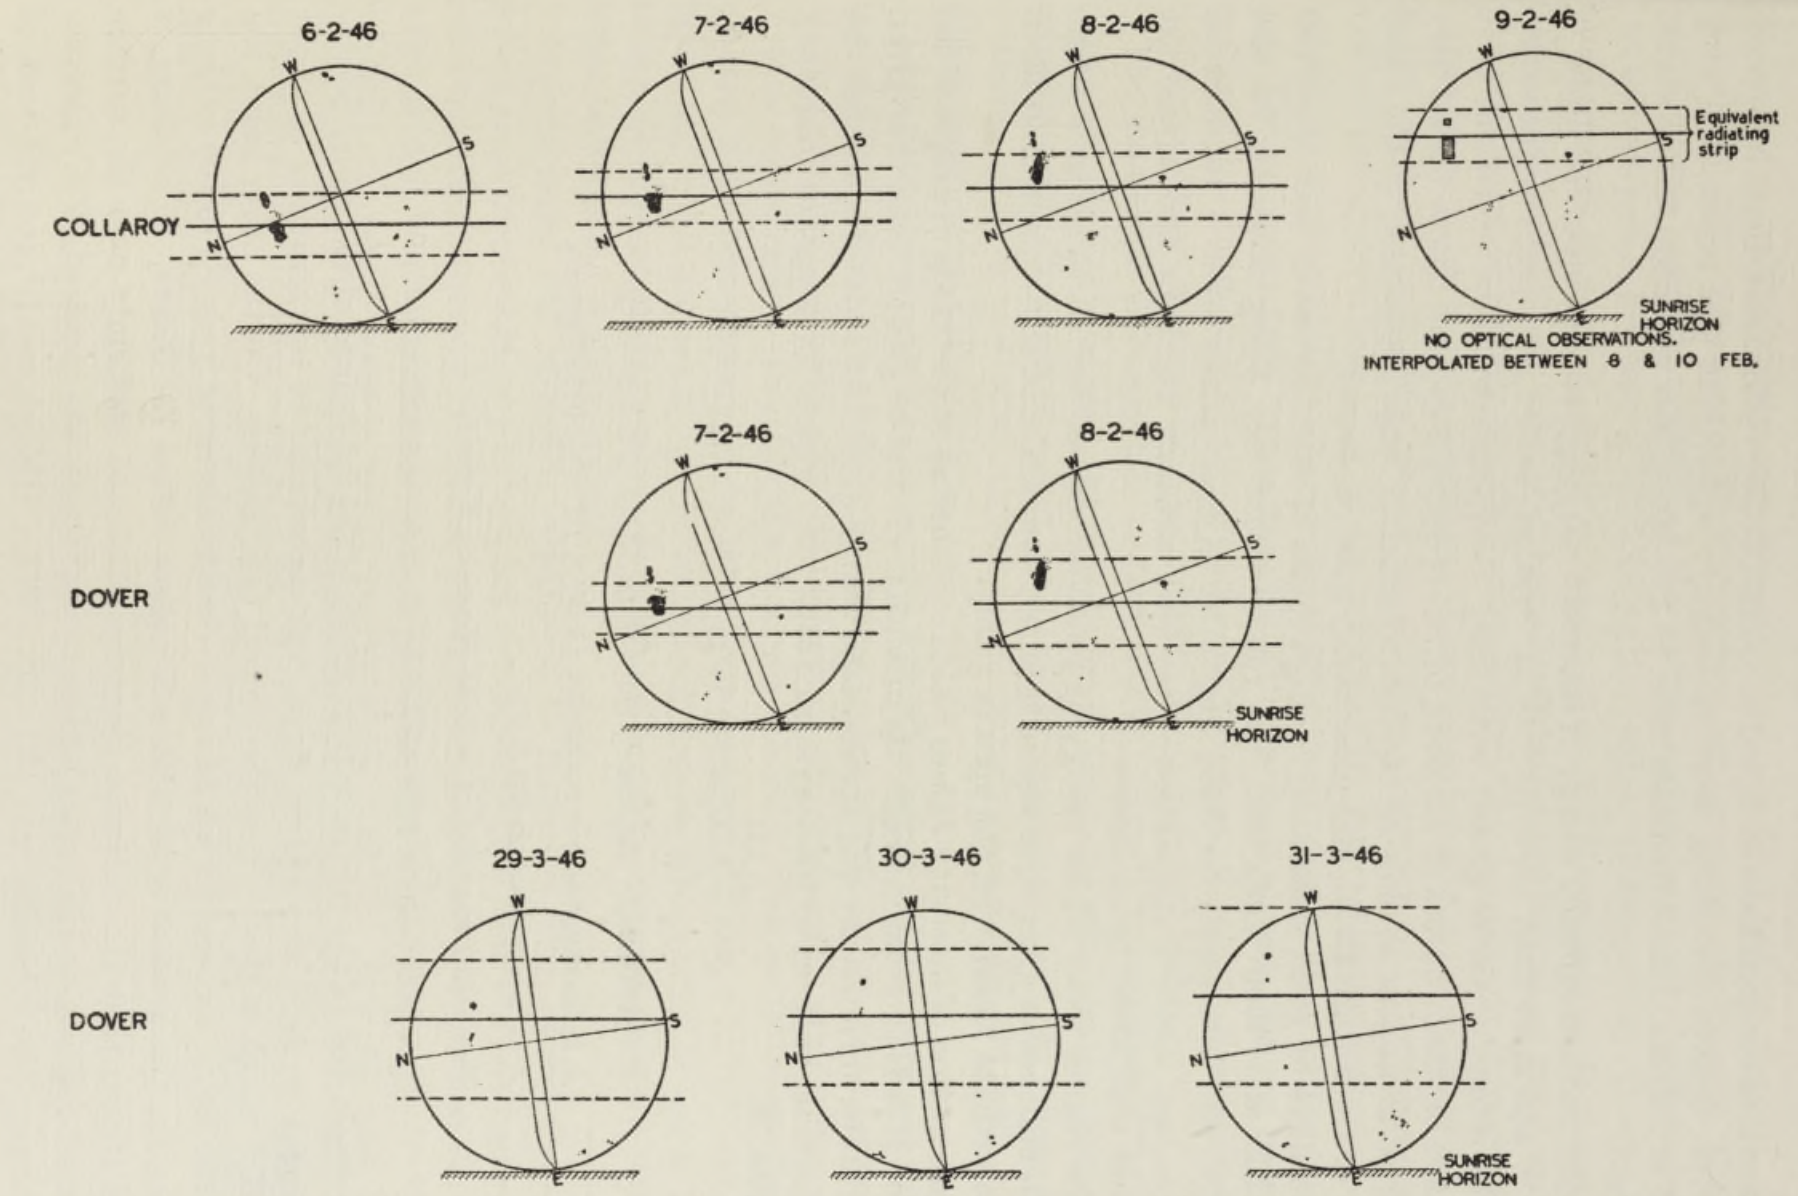 6-2-46
7-2-46
8-2-46
9-2-46
W
W
W
W
S
S
S
S
Equivalent
radiating
strip
COLLAROY
N
N
N
N
E
E
E
E
SUNRISE
HORIZON
NO OPTICAL OBSERVATIONS.
INTERPOLATED BETWEEN 8 & 10 FEB.
7-2-46
8-2-46
W
W
S
S
DOVER
N
N
E
E
SUNRISE
HORIZON
29-3-46
30-3-46
31-3-46
W
W
W
DOVER
S
S
S
N
N
N
E
E
E
SUNRISE
HORIZON